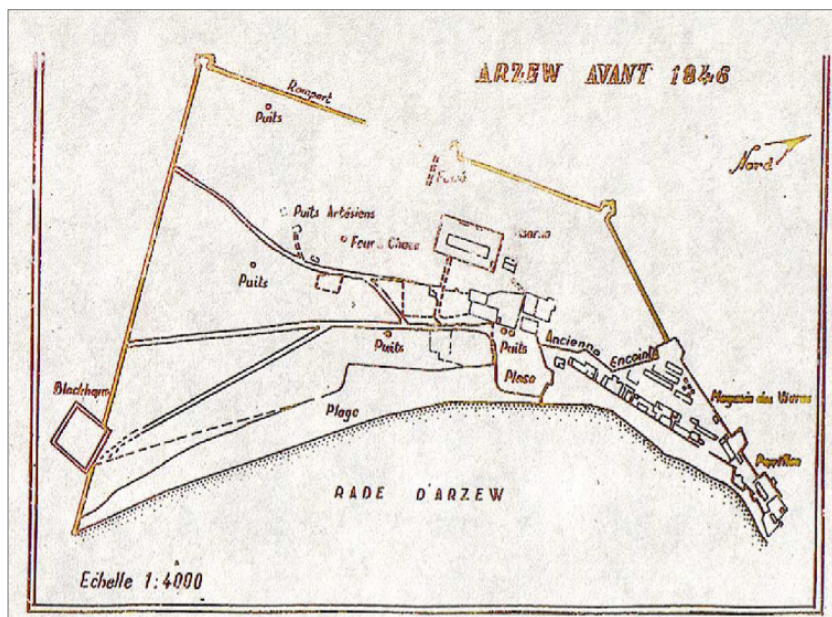 ARZEW AVANT 1846
Nord
Rempart
Puits
Puits Artésiens
Four à Chaux
Puits
Puits
Puits
Place
Ancienne Enceinte
Magasin des Vivres
Pavillon
Plage
RADE D'ARZEW
Echelle 1:4000